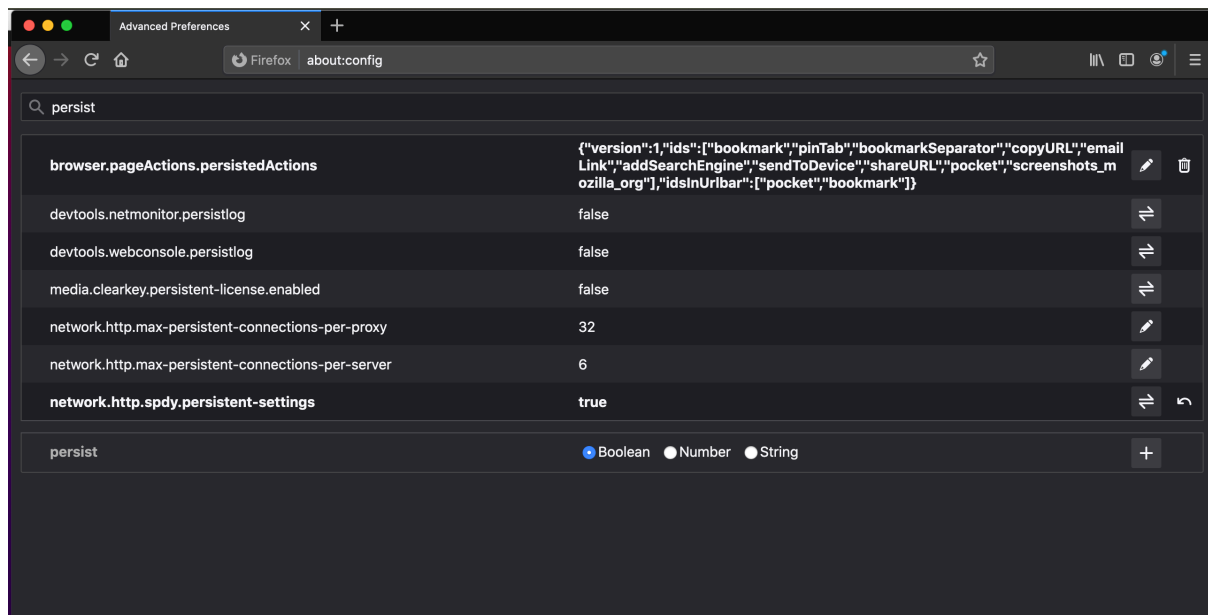 Advanced Preferences
Firefox about:config
persist
browser.pageActions.persistedActions
{"version":1,"ids":["bookmark","pinTab","bookmarkSeparator","copyURL","email
Link","addSearchEngine","sendToDevice","shareURL","pocket","screenshots_m
ozilla_org"],"idsInUrlbar":["pocket","bookmark"]}
devtools.netmonitor.persistlog false
devtools.webconsole.persistlog false
media.clearkey.persistent-license.enabled false
network.http.max-persistent-connections-per-proxy 32
network.http.max-persistent-connections-per-server 6
network.http.spdy.persistent-settings true
persist Boolean Number String